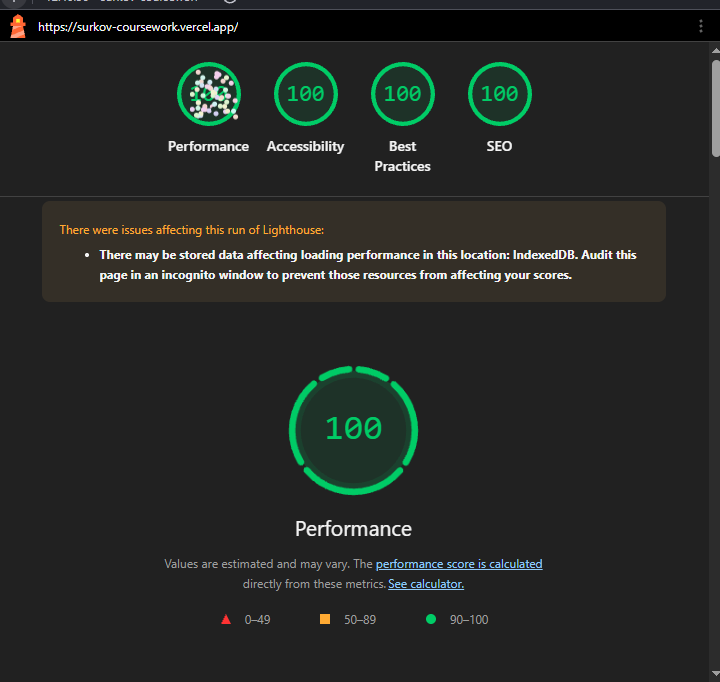 https://surkov-coursework.vercel.app/
100
100
100
Performance
Accessibility
Best
Practices
SEO
There were issues affecting this run of Lighthouse:
• There may be stored data affecting loading performance in this location: IndexedDB. Audit this
page in an incognito window to prevent those resources from affecting your scores.
100
Performance
Values are estimated and may vary. The performance score is calculated
directly from these metrics. See calculator.
0–49
50–89
90–100